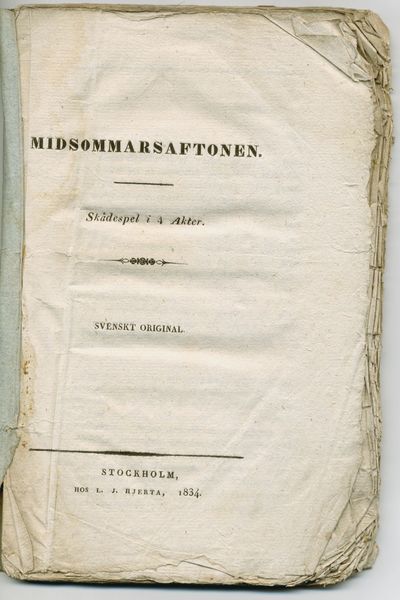 MIDSOMMARSAFTONEN.
Skådespel i 4 Akter.
SVENSKT ORIGINAL.
STOCKHOLM,
HOS L. J. HJERTA, 1834.